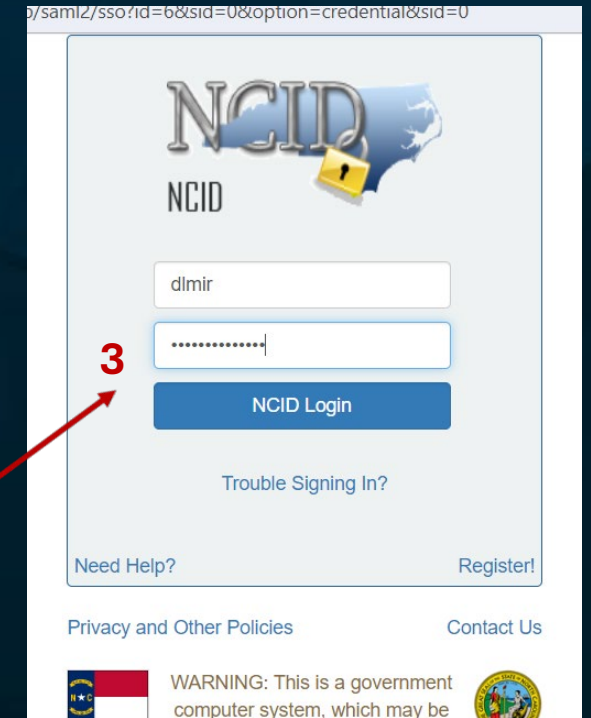 o/saml2/sso?id=6&sid=0&option=credential&sid=0
NCID
NCID
dlmir
••••••••••••••
3
NCID Login
Trouble Signing In?
Need Help? Register!
Privacy and Other Policies Contact Us
N★C
WARNING: This is a government
computer system, which may be